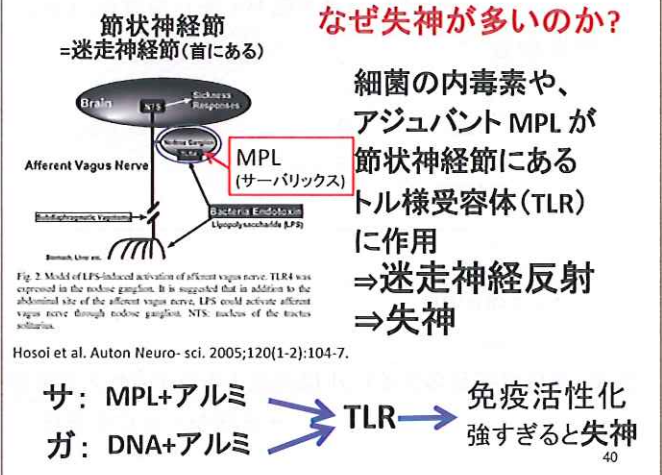 なぜ失神が多いのか?
節状神経節
=迷走神経節(首にある)
Brain
NTS
Sickness
Responses
Nodose Ganglion
TLR4
Afferent Vagus Nerve
MPL
(サーバリックス)
Subdiaphragmatic Vagotomy
Bacteria Endotoxin
Lipopolysaccharide (LPS)
Stomach, Liver etc.
Fig. 2. Model of LPS-induced activation of afferent vagus nerve. TLR4 was
expressed in the nodose ganglion. It is suggested that in addition to the
abdominal site of the afferent vagus nerve, LPS could activate afferent
vagus nerve through nodose ganglion. NTS: nucleus of the tractus
solitarius.
Hosoi et al. Auton Neuro- sci. 2005;120(1-2):104-7.
細菌の内毒素や、
アジュバント MPL が
節状神経節にある
トル様受容体(TLR)
に作用
⇒迷走神経反射
⇒失神
サ: MPL+アルミ
ガ: DNA+アルミ
TLR
免疫活性化
強すぎると失神
40